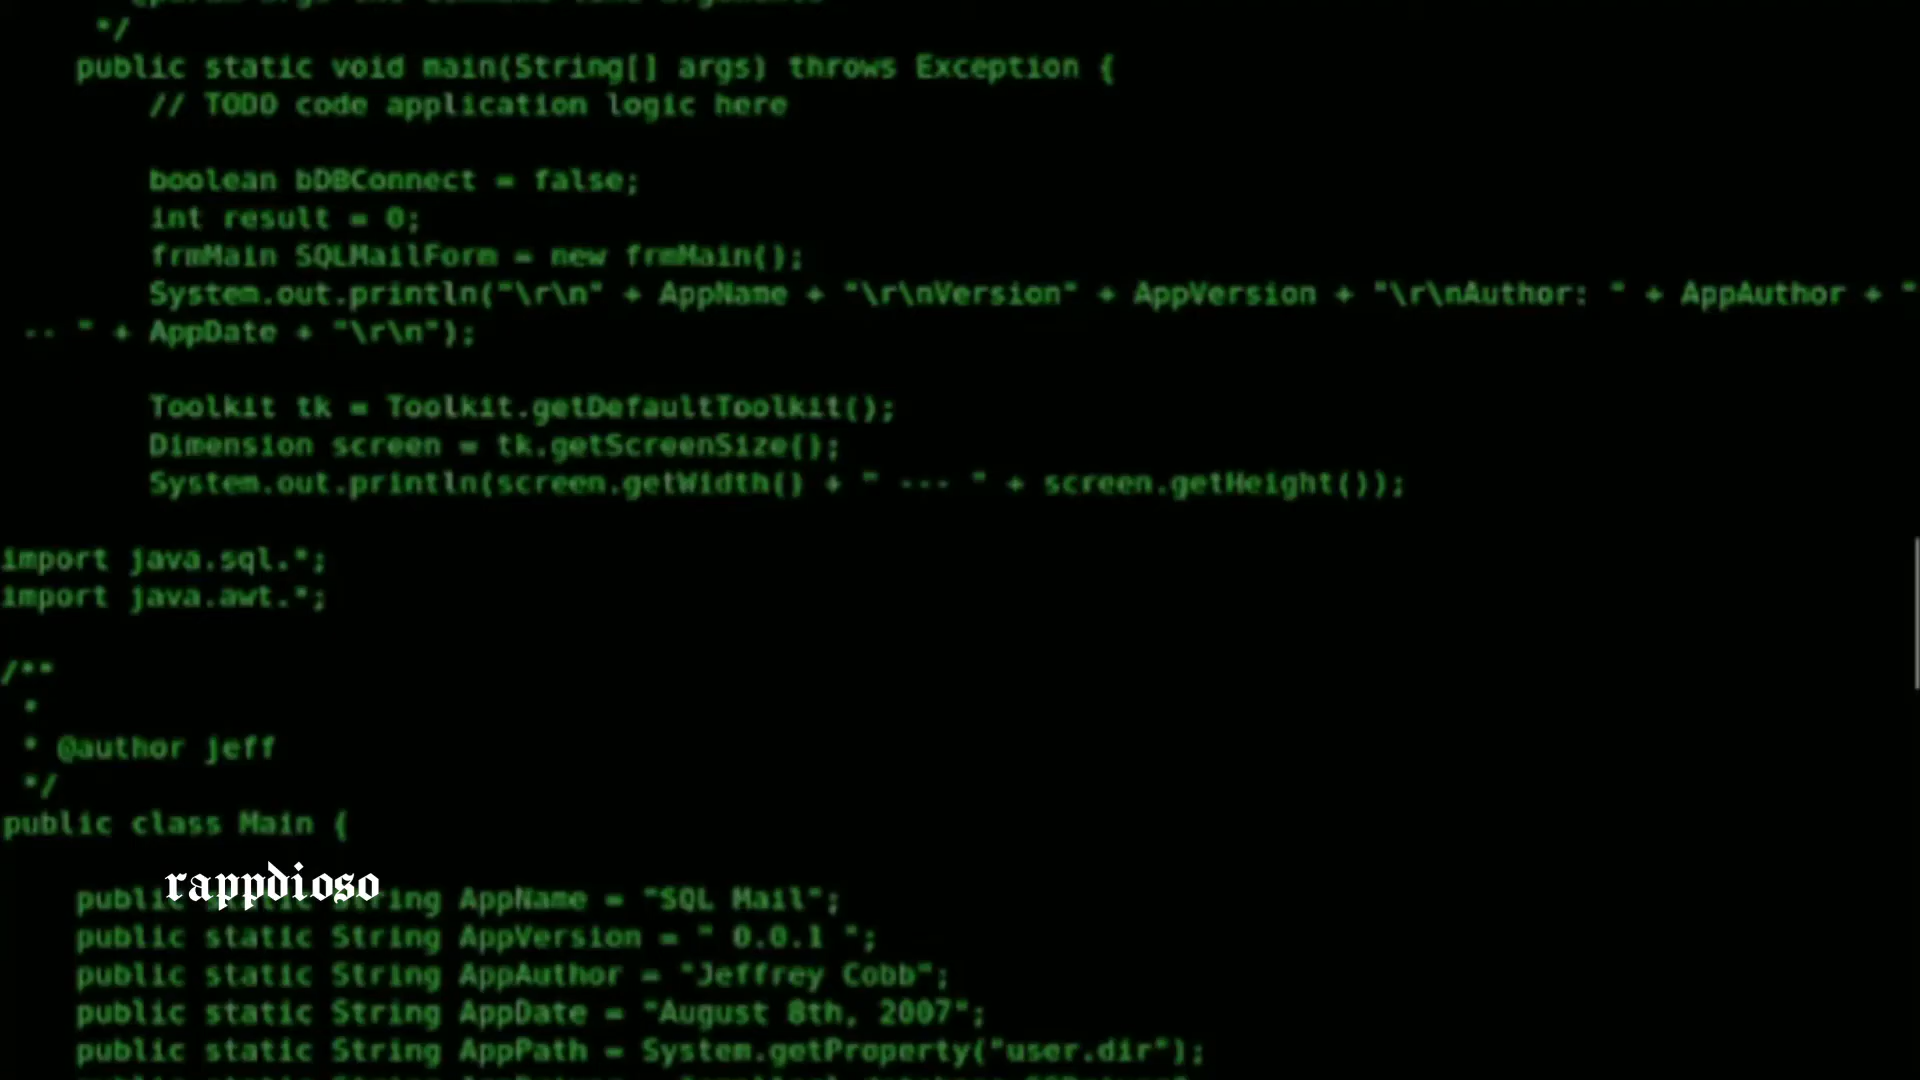 */
public static void main(String[] args) throws Exception {
// TODO code application logic here
boolean bDBConnect = false;
int result = 0;
frmMain SQLMailForm = new frmMain();
System.out.println("\r\n" + AppName + "\r\nVersion" + AppVersion + "\r\nAuthor: " + AppAuthor + "
-- " + AppDate + "\r\n");
Toolkit tk = Toolkit.getDefaultToolkit();
Dimension screen = tk.getScreenSize();
System.out.println(screen.getWidth() + " --- " + screen.getHeight());
import java.sql.*;
import java.awt.*;
/**
*
* @author jeff
*/
public class Main {
rappdioso
public static String AppName = "SQL Mail";
public static String AppVersion = " 0.0.1 ";
public static String AppAuthor = "Jeffrey Cobb";
public static String AppDate = "August 8th, 2007";
public static String AppPath = System.getProperty("user.dir");